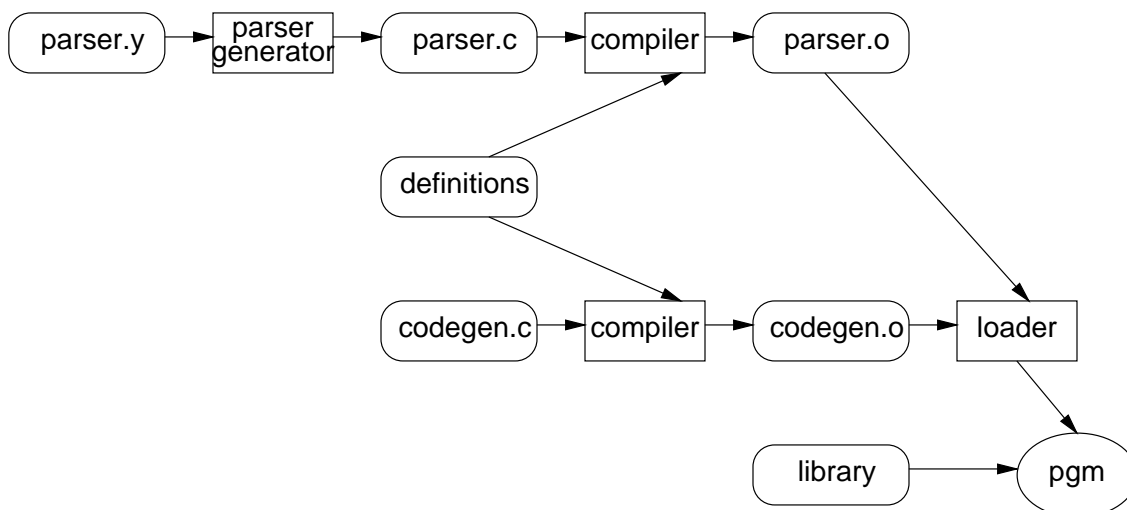 parser.y
parser
generator
parser.c
compiler
parser.o
definitions
codegen.c
compiler
codegen.o
loader
library
pgm